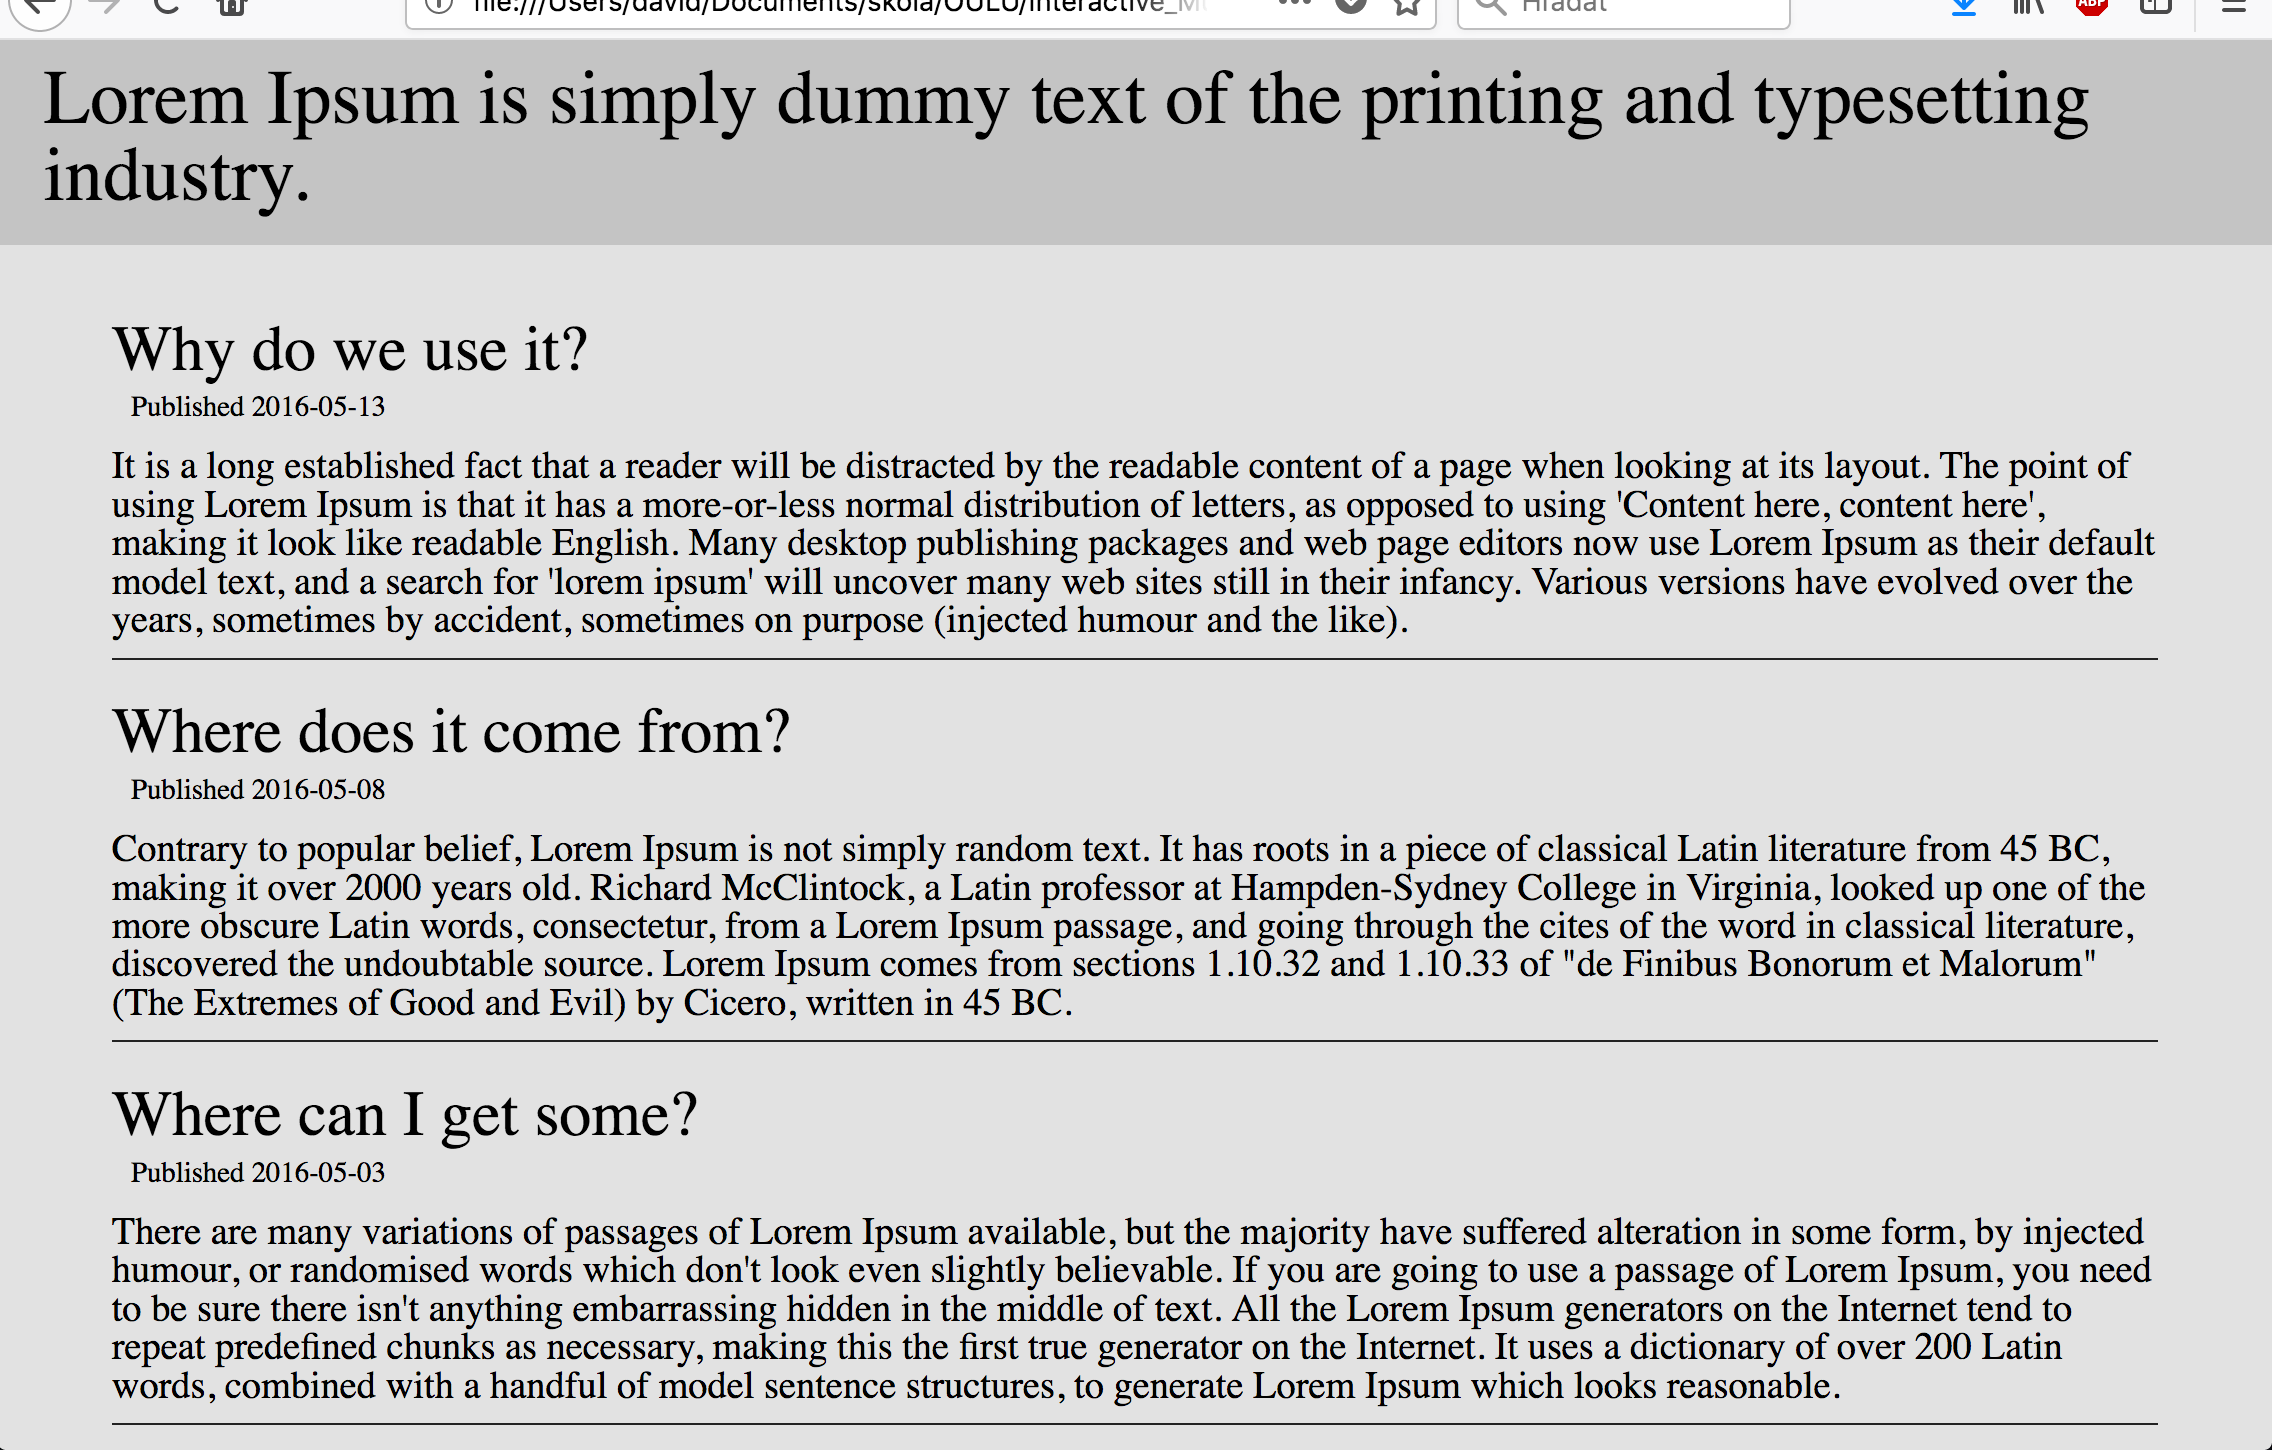 file:///Users/david/Documents/skola/OULU/Interactive_M
Hľadať
ABP
Lorem Ipsum is simply dummy text of the printing and typesetting
industry.
Why do we use it?
Published 2016-05-13
It is a long established fact that a reader will be distracted by the readable content of a page when looking at its layout. The point of
using Lorem Ipsum is that it has a more-or-less normal distribution of letters, as opposed to using 'Content here, content here',
making it look like readable English. Many desktop publishing packages and web page editors now use Lorem Ipsum as their default
model text, and a search for 'lorem ipsum' will uncover many web sites still in their infancy. Various versions have evolved over the
years, sometimes by accident, sometimes on purpose (injected humour and the like).
Where does it come from?
Published 2016-05-08
Contrary to popular belief, Lorem Ipsum is not simply random text. It has roots in a piece of classical Latin literature from 45 BC,
making it over 2000 years old. Richard McClintock, a Latin professor at Hampden-Sydney College in Virginia, looked up one of the
more obscure Latin words, consectetur, from a Lorem Ipsum passage, and going through the cites of the word in classical literature,
discovered the undoubtable source. Lorem Ipsum comes from sections 1.10.32 and 1.10.33 of "de Finibus Bonorum et Malorum"
(The Extremes of Good and Evil) by Cicero, written in 45 BC.
Where can I get some?
Published 2016-05-03
There are many variations of passages of Lorem Ipsum available, but the majority have suffered alteration in some form, by injected
humour, or randomised words which don't look even slightly believable. If you are going to use a passage of Lorem Ipsum, you need
to be sure there isn't anything embarrassing hidden in the middle of text. All the Lorem Ipsum generators on the Internet tend to
repeat predefined chunks as necessary, making this the first true generator on the Internet. It uses a dictionary of over 200 Latin
words, combined with a handful of model sentence structures, to generate Lorem Ipsum which looks reasonable.